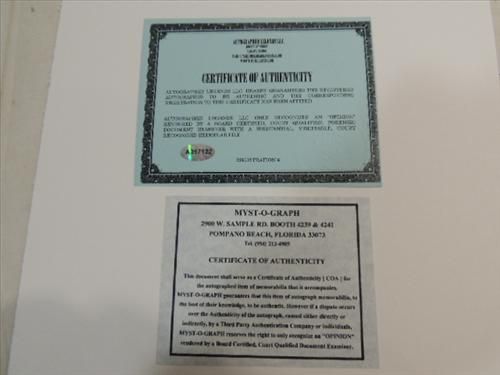 AUTOGRAPHED LEGENDS LLC
CERTIFICATE OF AUTHENTICITY
AUTOGRAPHED LEGENDS LLC HEREBY GUARANTEES THE REGISTERED
AUTOGRAPH(S) TO BE AUTHENTIC AND THE CORRESPONDING
REGISTRATION TO THIS CERTIFICATE HAS BEEN AFFIXED
AUTOGRAPHED LEGENDS LLC ONLY RECOGNIZES AN "OPINION"
RENDERED BY A BOARD CERTIFIED, COURT QUALIFIED, FORENSIC
DOCUMENT EXAMINER WITH A SUBSTANTIAL, VERIFIABLE, COURT
RECOGNIZED EXEMPLAR FILE
REGISTRATION #
MYST-O-GRAPH
2900 W. SAMPLE RD. BOOTH 4239 & 4241
POMPANO BEACH, FLORIDA 33073
Tel. (954) 212-4905
CERTIFICATE OF AUTHENTICITY
This document shall serve as a Certificate of Authenticity [ COA ] for
the autographed item of memorabilia that it accompanies.
MYST-O-GRAPH guarantees that this item of autograph memorabilia, to
the best of their knowledge, to be authentic. However if a dispute occurs
over the Authenticity of the autograph, caused either directly or
indirectly, by a Third Party Authentication Company or individuals,
MYST-O-GRAPH reserves the right to only recognize an "OPINION"
rendered by a Board Certified, Court Qualified Document Examiner.